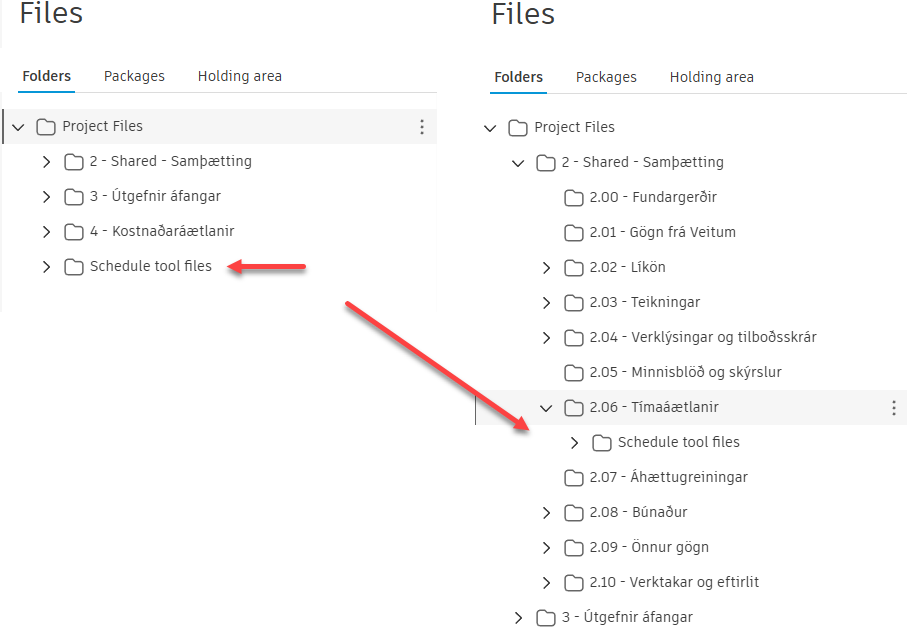 Files
Folders Packages Holding area
Project Files
2 - Shared - Samþætting
3 - Útgefnir áfangar
4 - Kostnaðaráætlanir
Schedule tool files
Files
Folders Packages Holding area
Project Files
2 - Shared - Samþætting
2.00 - Fundargerðir
2.01 - Gögn frá Veitum
2.02 - Líkön
2.03 - Teikningar
2.04 - Verklýsingar og tilboðsskrár
2.05 - Minnisblöð og skýrslur
2.06 - Tímaáætlanir
Schedule tool files
2.07 - Áhættugreiningar
2.08 - Búnaður
2.09 - Önnur gögn
2.10 - Verktakar og eftirlit
3 - Útgefnir áfangar